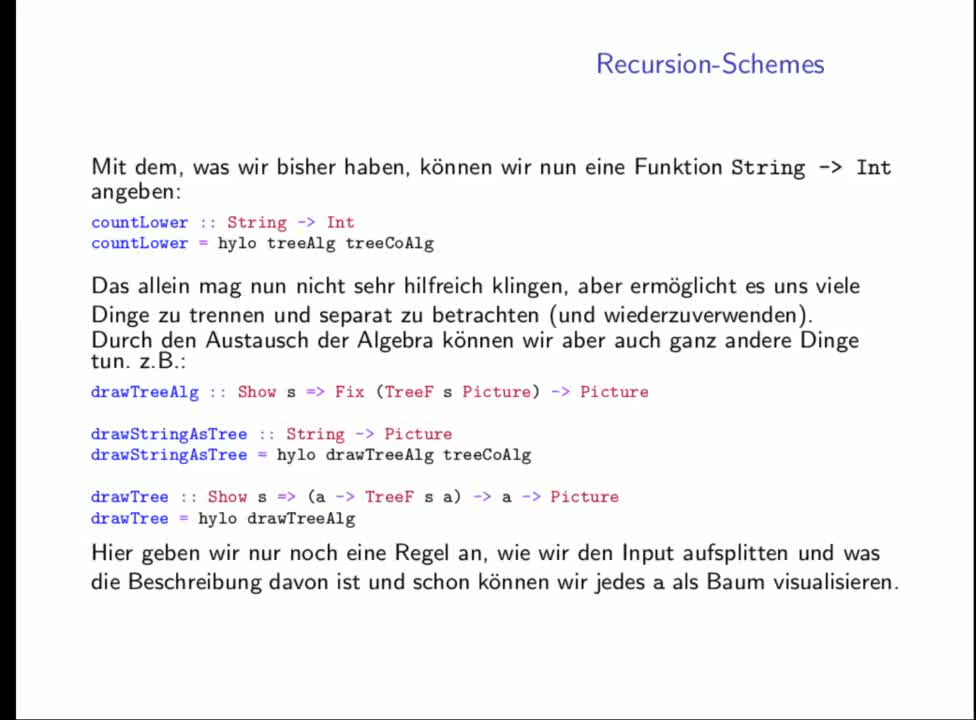 Recursion-Schemes
Mit dem, was wir bisher haben, können wir nun eine Funktion String -> Int
angeben:
countLower :: String -> Int
countLower = hylo treeAlg treeCoAlg
Das allein mag nun nicht sehr hilfreich klingen, aber ermöglicht es uns viele
Dinge zu trennen und separat zu betrachten (und wiederzuverwenden).
Durch den Austausch der Algebra können wir aber auch ganz andere Dinge
tun. z.B.:
drawTreeAlg :: Show s => Fix (TreeF s Picture) -> Picture
drawStringAsTree :: String -> Picture
drawStringAsTree = hylo drawTreeAlg treeCoAlg
drawTree :: Show s => (a -> TreeF s a) -> a -> Picture
drawTree = hylo drawTreeAlg
Hier geben wir nur noch eine Regel an, wie wir den Input aufsplitten und was
die Beschreibung davon ist und schon können wir jedes a als Baum visualisieren.